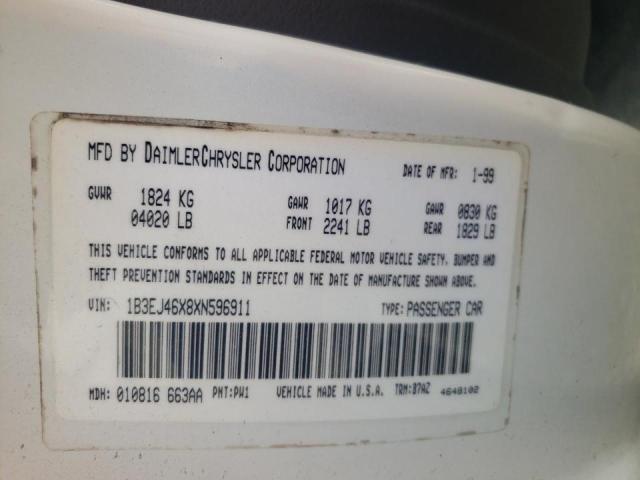 MFD BY DAIMLERCHRYSLER CORPORATION DATE OF MFR: 1-99
GVWR 1824 KG GAWR 1017 KG GAWR 0830 KG
04020 LB FRONT 2241 LB REAR 1829 LB
THIS VEHICLE CONFORMS TO ALL APPLICABLE FEDERAL MOTOR VEHICLE SAFETY, BUMPER AND
THEFT PREVENTION STANDARDS IN EFFECT ON THE DATE OF MANUFACTURE SHOWN ABOVE.
VIN: 1B3EJ46X8XN596911 TYPE: PASSENGER CAR
MDH: 010816 663AA PNT: PW1 VEHICLE MADE IN U.S.A. TRM: B7AZ 4648102